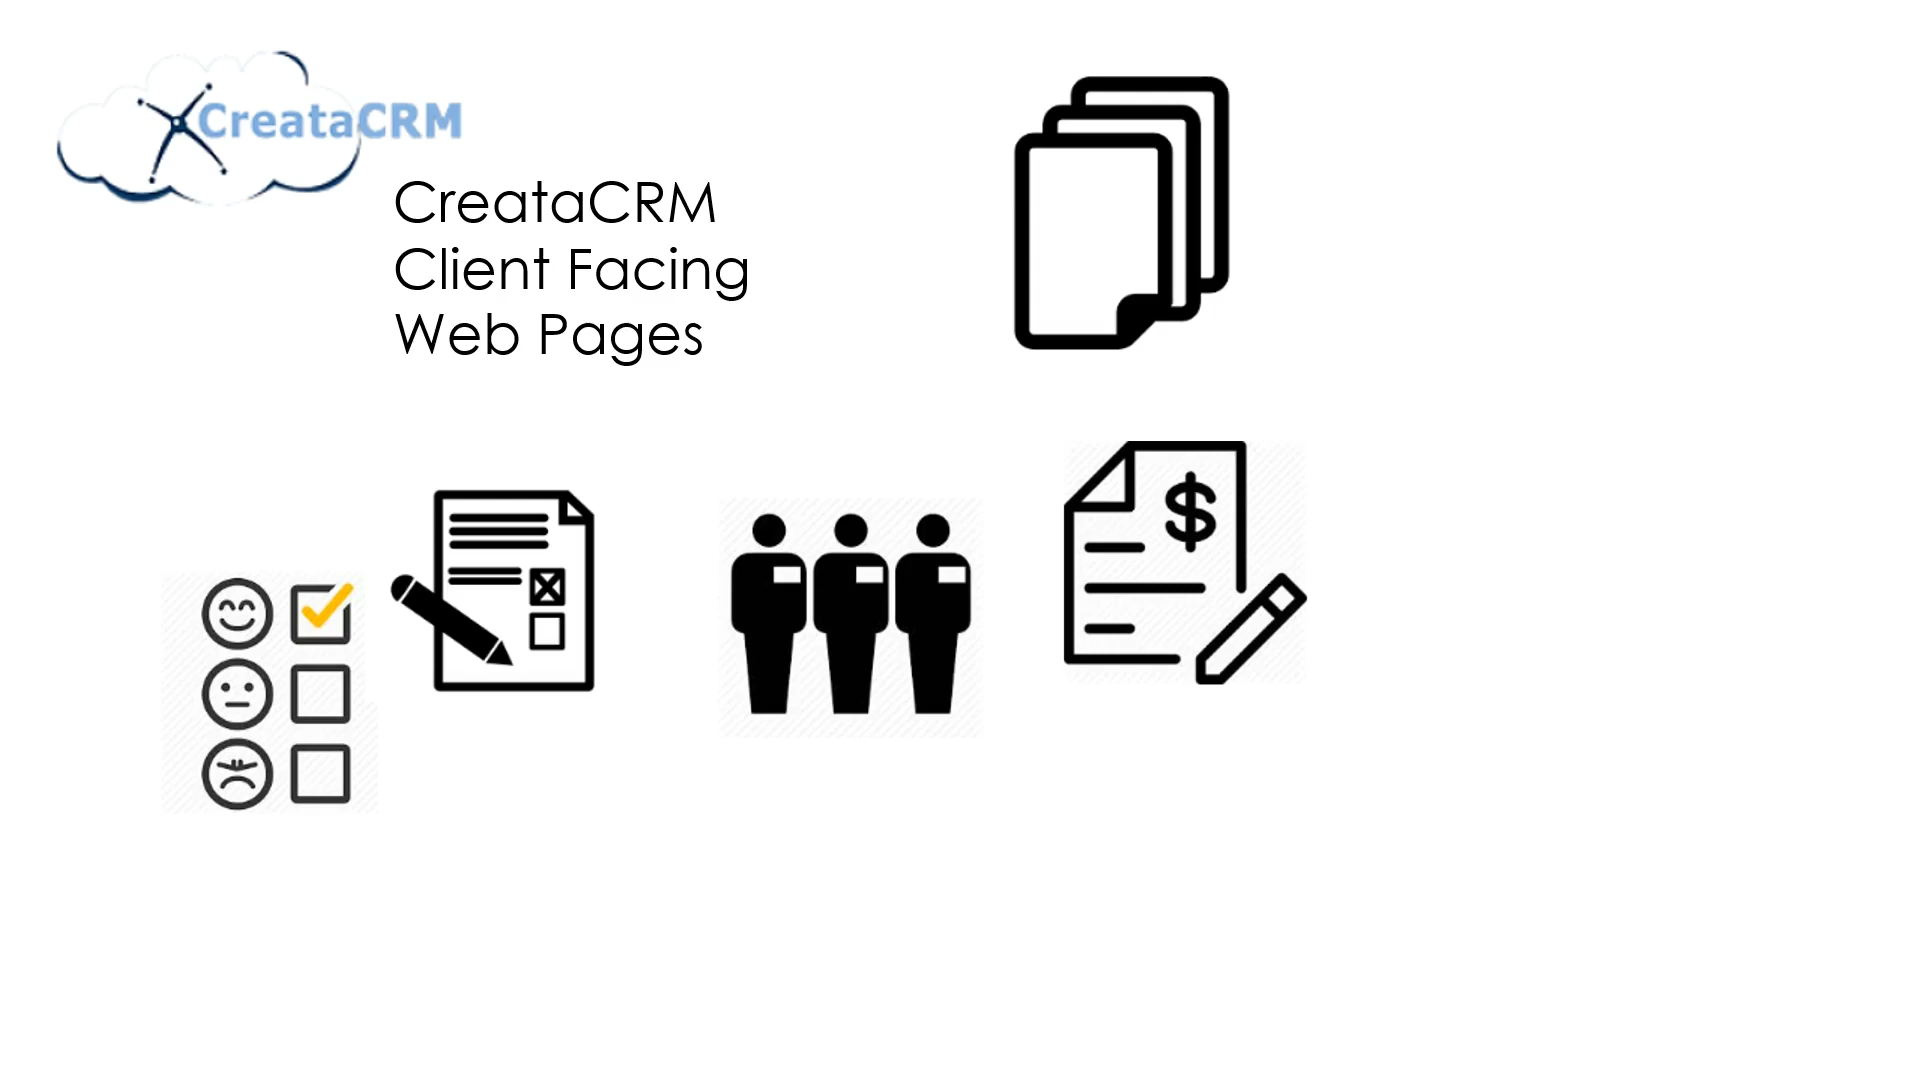 CreataCRM
CreataCRM
Client Facing
Web Pages
$